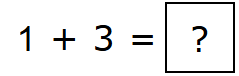 1 + 3 = ?